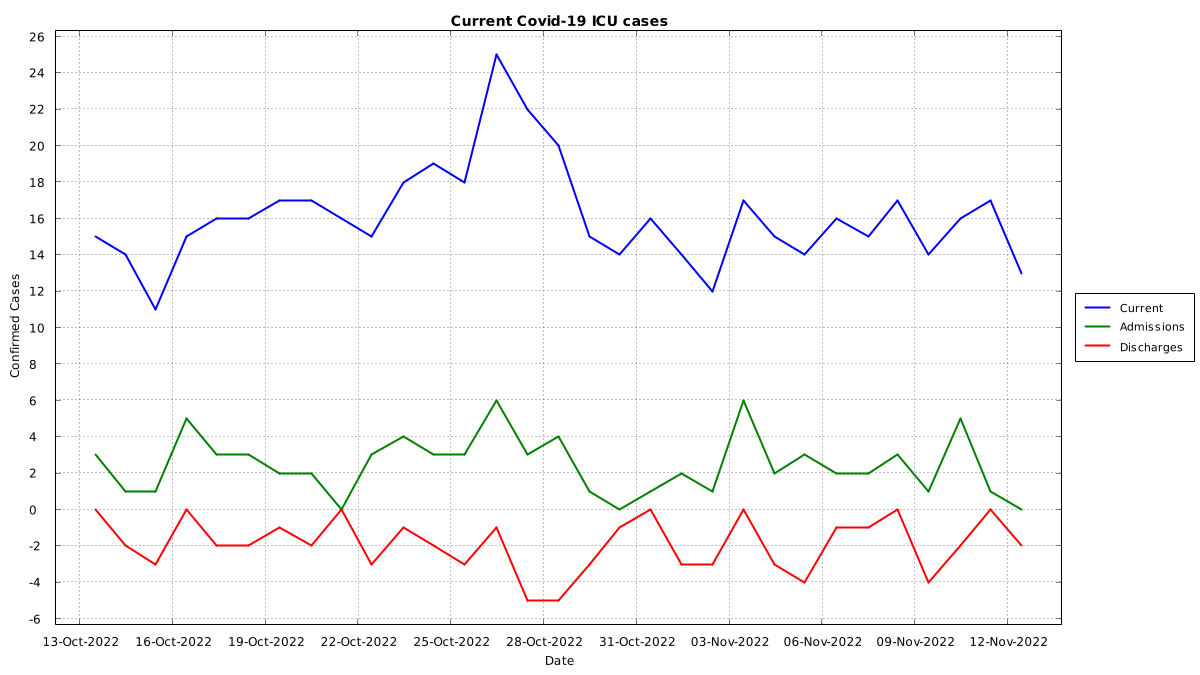 Current Covid-19 ICU cases
26
24
22
20
18
16
14
12
10
8
6
4
2
0
-2
-4
-6
Confirmed Cases
13-Oct-2022 16-Oct-2022 19-Oct-2022 22-Oct-2022 25-Oct-2022 28-Oct-2022 31-Oct-2022 03-Nov-2022 06-Nov-2022 09-Nov-2022 12-Nov-2022
Date
Current
Admissions
Discharges